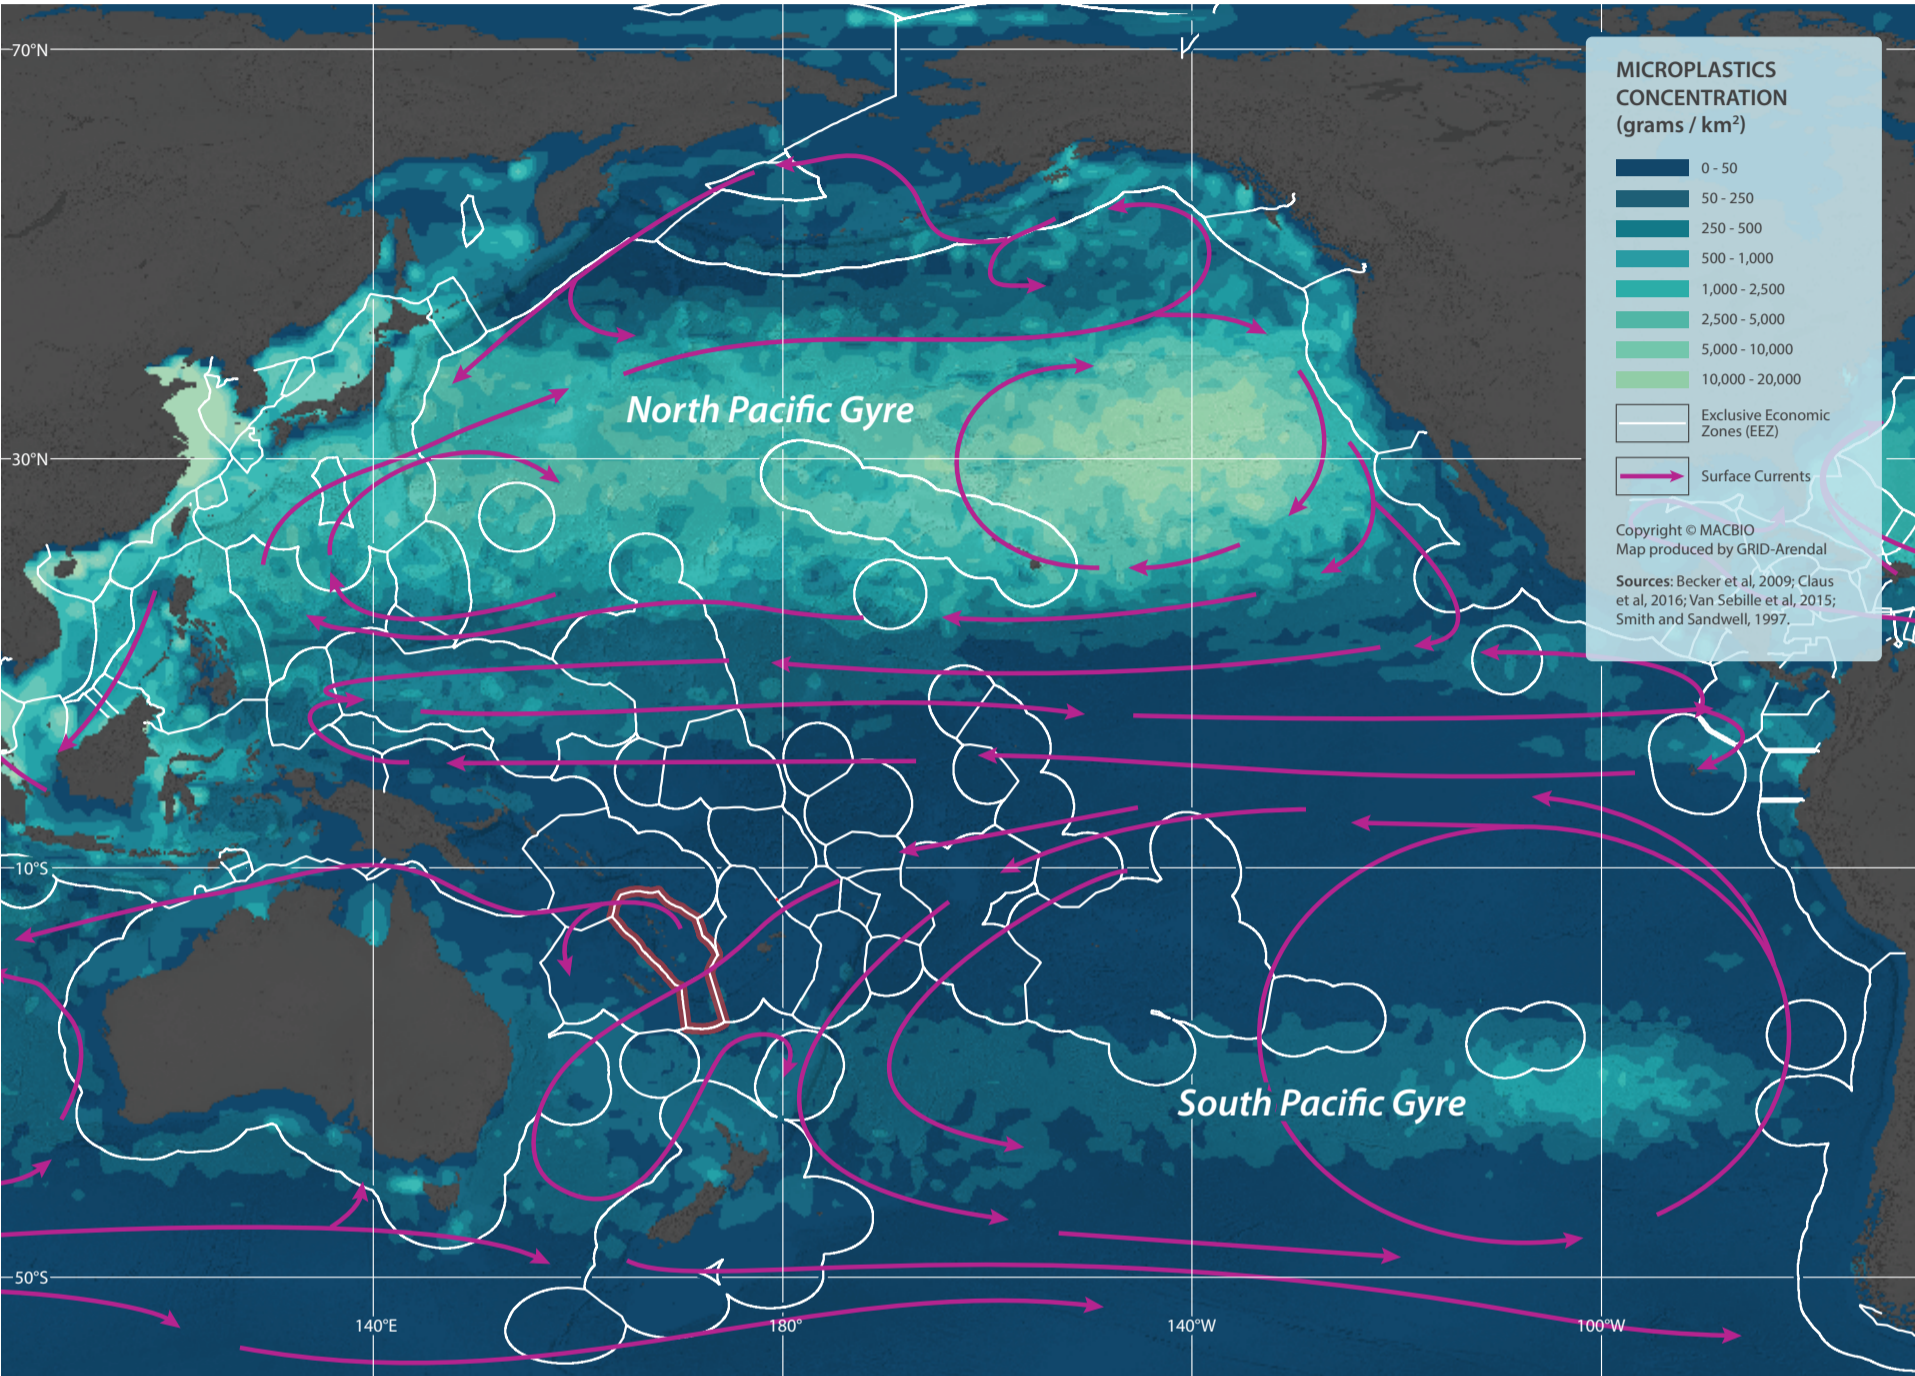 70°N
MICROPLASTICS
CONCENTRATION
(grams / km²)
0 - 50
50 - 250
250 - 500
500 - 1,000
1,000 - 2,500
2,500 - 5,000
5,000 - 10,000
10,000 - 20,000
Exclusive Economic
Zones (EEZ)
Surface Currents
Copyright © MACBIO
Map produced by GRID-Arendal
Sources: Becker et al, 2009; Claus
et al, 2016; Van Sebille et al, 2015;
Smith and Sandwell, 1997.
North Pacific Gyre
30°N
10°S
South Pacific Gyre
50°S
140°E
180°
140°W
100°W